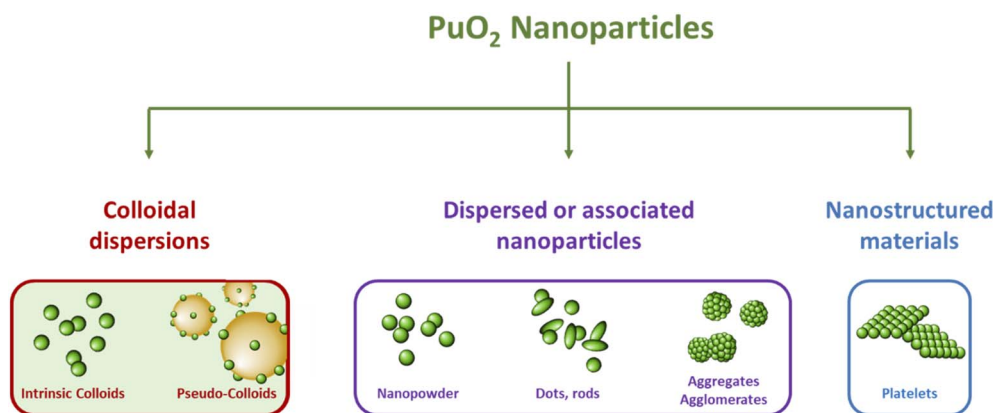 PuO₂ Nanoparticles
Colloidal
dispersions
Dispersed or associated
nanoparticles
Nanostructured
materials
Intrinsic Colloids
Pseudo-Colloids
Nanopowder
Dots, rods
Aggregates
Agglomerates
Platelets